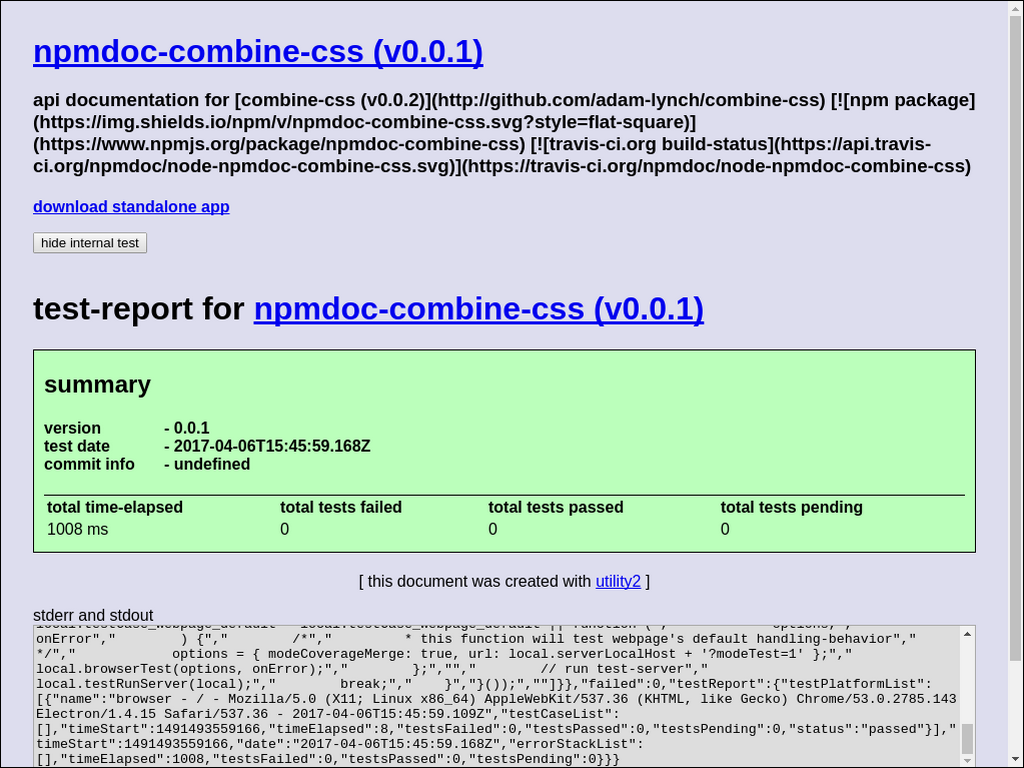 npmdoc-combine-css (v0.0.1)
api documentation for [combine-css (v0.0.2)](http://github.com/adam-lynch/combine-css) [![npm package]
(https://img.shields.io/npm/v/npmdoc-combine-css.svg?style=flat-square)]
(https://www.npmjs.org/package/npmdoc-combine-css) [![travis-ci.org build-status](https://api.travis-
ci.org/npmdoc/node-npmdoc-combine-css.svg)](https://travis-ci.org/npmdoc/node-npmdoc-combine-css)
download standalone app
hide internal test
test-report for npmdoc-combine-css (v0.0.1)
summary
version - 0.0.1
test date - 2017-04-06T15:45:59.168Z
commit info - undefined
total time-elapsed total tests failed total tests passed total tests pending
1008 ms 0 0 0
[ this document was created with utility2 ]
stderr and stdout
onError","        ) {","        /*","         * this function will test webpage's default handling-behavior","
*/","            options = { modeCoverageMerge: true, url: local.serverLocalHost + '?modeTest=1' };","
local.browserTest(options, onError);","        };","","        // run test-server","
local.testRunServer(local);","        break;","    }","}());",""]}},"failed":0,"testReport":{"testPlatformList":
[{"name":"browser - / - Mozilla/5.0 (X11; Linux x86_64) AppleWebKit/537.36 (KHTML, like Gecko) Chrome/53.0.2785.143
Electron/1.4.15 Safari/537.36 - 2017-04-06T15:45:59.109Z","testCaseList":
[],"timeStart":1491493559166,"timeElapsed":8,"testsFailed":0,"testsPassed":0,"testsPending":0,"status":"passed"}],"
timeStart":1491493559166,"date":"2017-04-06T15:45:59.168Z","errorStackList":
[],"timeElapsed":1008,"testsFailed":0,"testsPassed":0,"testsPending":0}}}